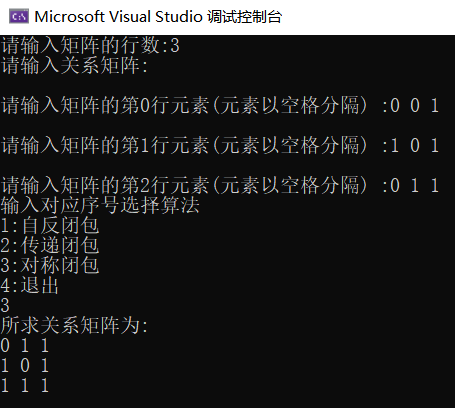 Microsoft Visual Studio 调试控制台
请输入矩阵的行数:3
请输入关系矩阵:
请输入矩阵的第0行元素(元素以空格分隔) :0 0 1
请输入矩阵的第1行元素(元素以空格分隔) :1 0 1
请输入矩阵的第2行元素(元素以空格分隔) :0 1 1
输入对应序号选择算法
1:自反闭包
2:传递闭包
3:对称闭包
4:退出
3
所求关系矩阵为:
0 1 1
1 0 1
1 1 1